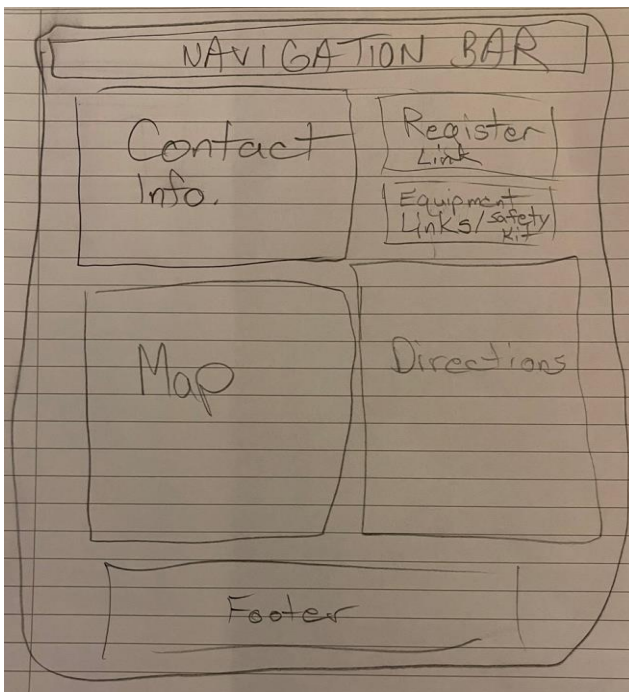 NAVIGATION BAR
Contact
Info.
Register
Link
Equipment
Links/Safety
Kit
Map
Directions
Footer